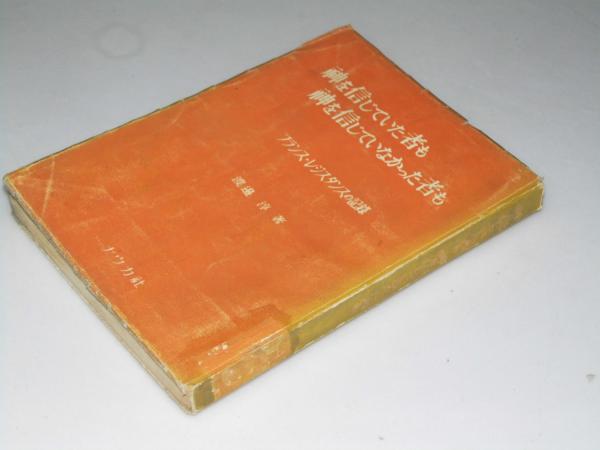 神を信じていた者も
神を信じていなかった者も
フランス・レジスタンスの記録
渡邊 淳 著
ナウカ社